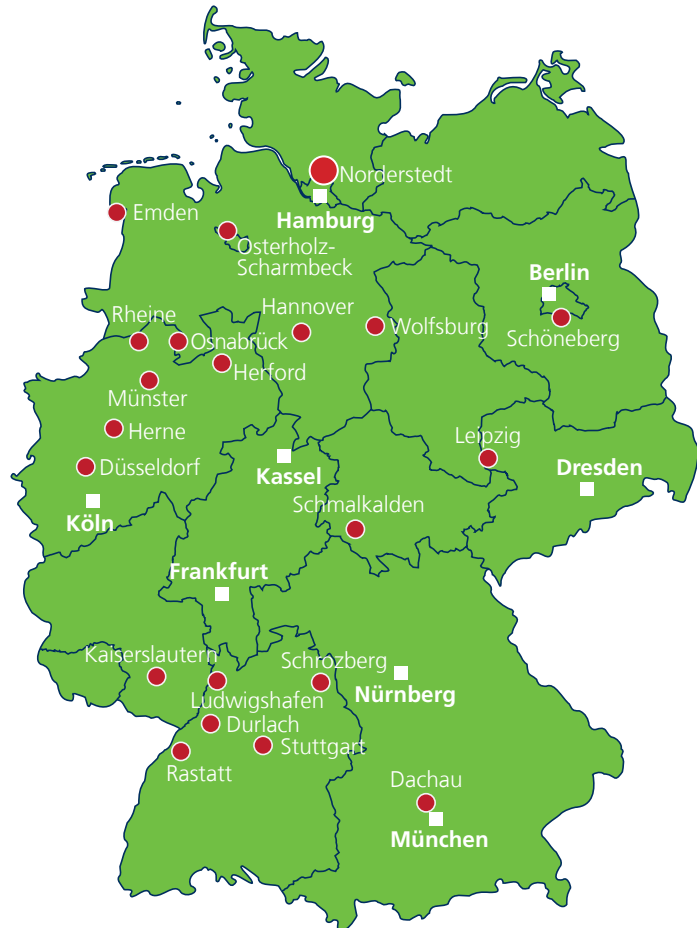 Norderstedt
Hamburg
Emden
Osterholz-
Scharmbeck
Berlin
Schöneberg
Rheine
Hannover
Wolfsburg
Osnabrück
Herford
Münster
Herne
Düsseldorf
Köln
Kassel
Leipzig
Dresden
Schmalkalden
Frankfurt
Kaiserslautern
Schrozberg
Ludwigshafen
Nürnberg
Durlach
Stuttgart
Rastatt
Dachau
München